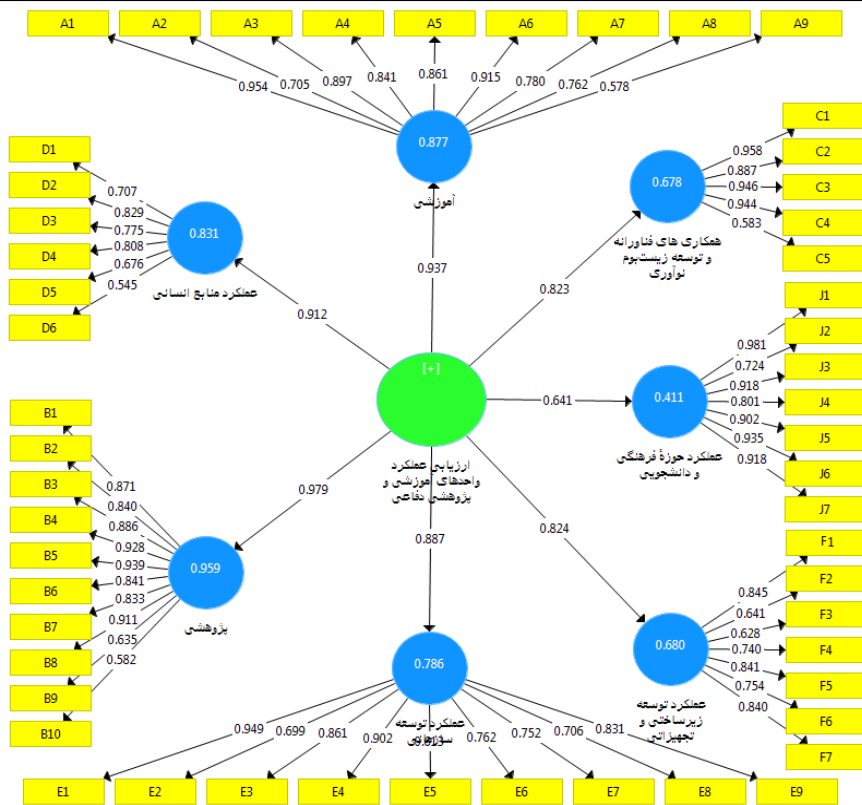 A1 A2 A3 A4 A5 A6 A7 A8 A9
0.954 0.705 0.897 0.841 0.861 0.915 0.780 0.762 0.578
0.877
آموزشی
0.937
D1
D2
D3
D4
D5
D6
0.707
0.829
0.775
0.808
0.676
0.545
0.831
عملکرد منابع انسانی
0.912
C1
C2
C3
C4
C5
0.958
0.887
0.946
0.944
0.583
0.678
همکاری های فناورانه
و توسعه زیست‌بوم
نوآوری
0.823
[+]
ارزیابی عملکرد
واحدهای آموزشی و
پژوهشی دفاعی
J1
J2
J3
J4
J5
J6
J7
0.981
0.724
0.918
0.801
0.902
0.935
0.918
0.411
عملکرد حوزهٔ فرهنگی
و دانشجویی
0.641
B1
B2
B3
B4
B5
B6
B7
B8
B9
B10
0.871
0.840
0.886
0.928
0.939
0.841
0.833
0.911
0.635
0.582
0.959
پژوهشی
0.979
F1
F2
F3
F4
F5
F6
F7
0.845
0.641
0.628
0.740
0.841
0.754
0.840
0.680
عملکرد توسعه
زیرساختی و
تجهیزاتی
0.824
0.887
0.786
عملکرد توسعه
سازمانی
0.949 0.699 0.861 0.902 0.762 0.752 0.706 0.831
E1 E2 E3 E4 E5 E6 E7 E8 E9